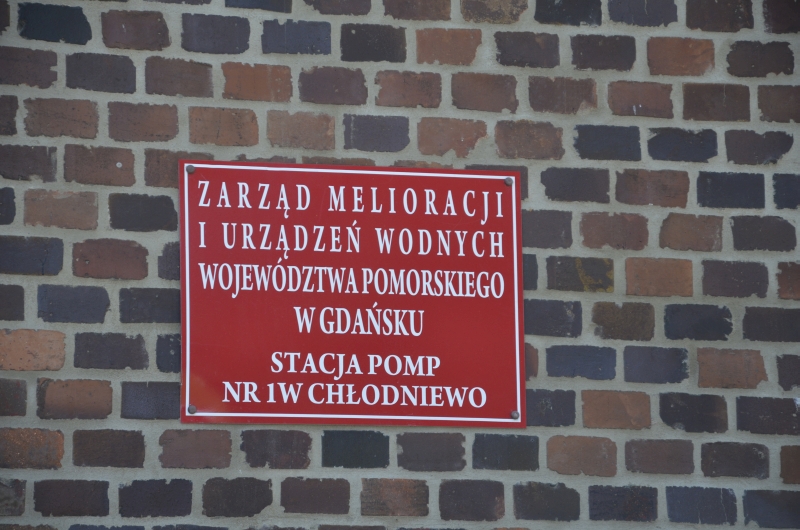 ZARZĄD MELIORACJI
I URZĄDZEŃ WODNYCH
WOJEWÓDZTWA POMORSKIEGO
W GDAŃSKU
STACJA POMP
NR 1W CHŁODNIEWO